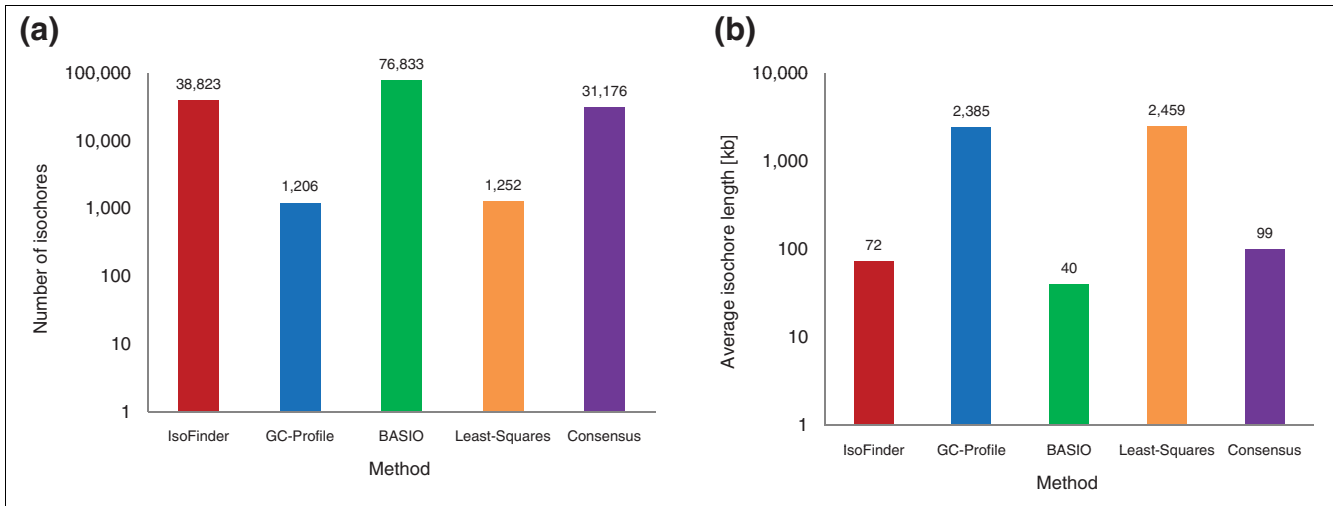 (a)
Number of isochores
100,000
10,000
1,000
100
10
1
38,823
1,206
76,833
1,252
31,176
IsoFinder GC-Profile BASIO Least-Squares Consensus
Method
(b)
Average isochore length [kb]
10,000
1,000
100
10
1
72
2,385
40
2,459
99
IsoFinder GC-Profile BASIO Least-Squares Consensus
Method